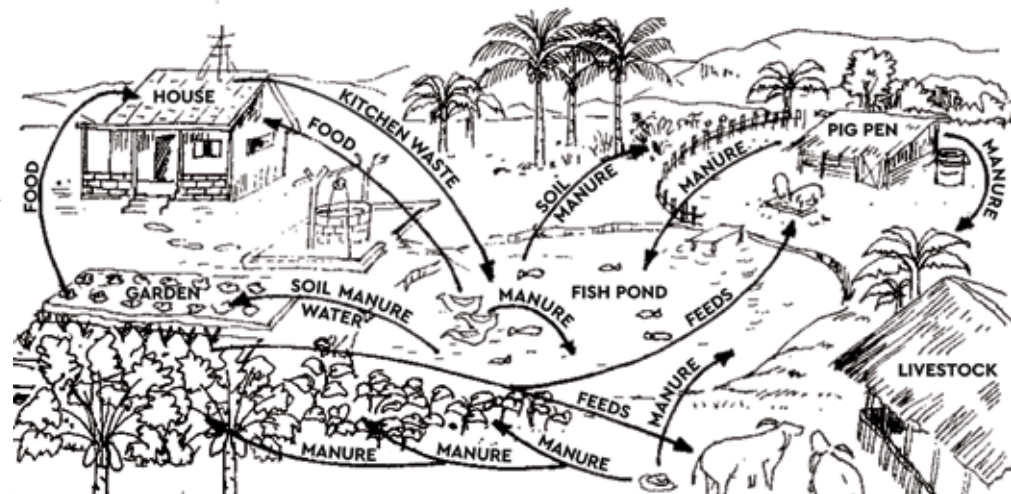 HOUSE
KITCHEN WASTE
FOOD
FOOD
SOIL
MANURE
MANURE
PIG PEN
MANURE
GARDEN
SOIL MANURE
WATER
MANURE
FISH POND
FEEDS
MANURE
LIVESTOCK
FEEDS
MANURE
MANURE
MANURE